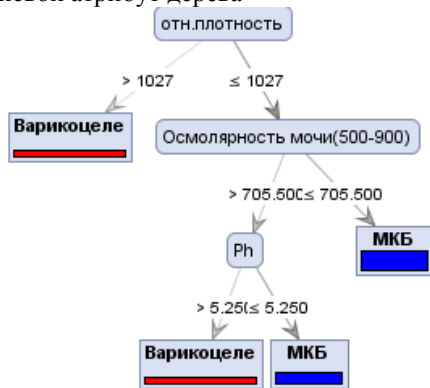 отн.плотность
> 1027 ≤ 1027
Варикоцеле
Осмолярность мочи(500-900)
> 705.500 ≤ 705.500
Ph
МКБ
> 5.250 ≤ 5.250
Варикоцеле МКБ